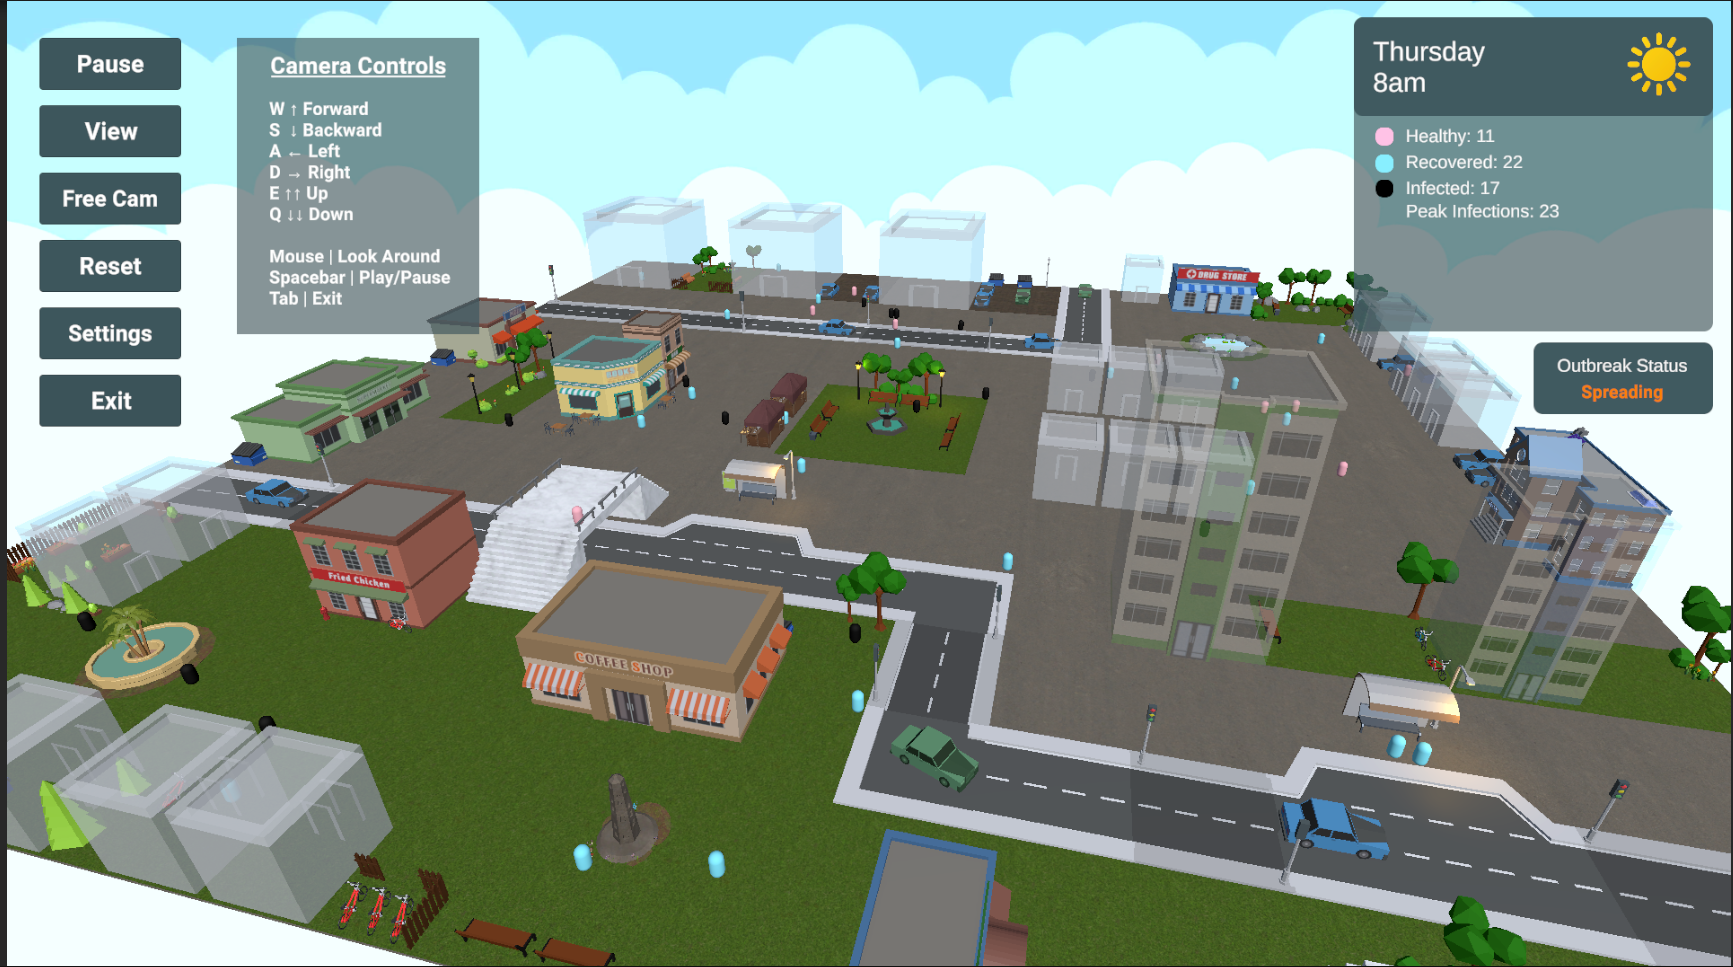 Pause
View
Free Cam
Reset
Settings
Exit
Camera Controls
W ↑ Forward
S ↓ Backward
A ← Left
D → Right
E ↑↑ Up
Q ↓↓ Down
Mouse | Look Around
Spacebar | Play/Pause
Tab | Exit
Thursday
8am
Healthy: 11
Recovered: 22
Infected: 17
Peak Infections: 23
Outbreak Status
Spreading
DRUG STORE
Fried Chicken
COFFEE SHOP